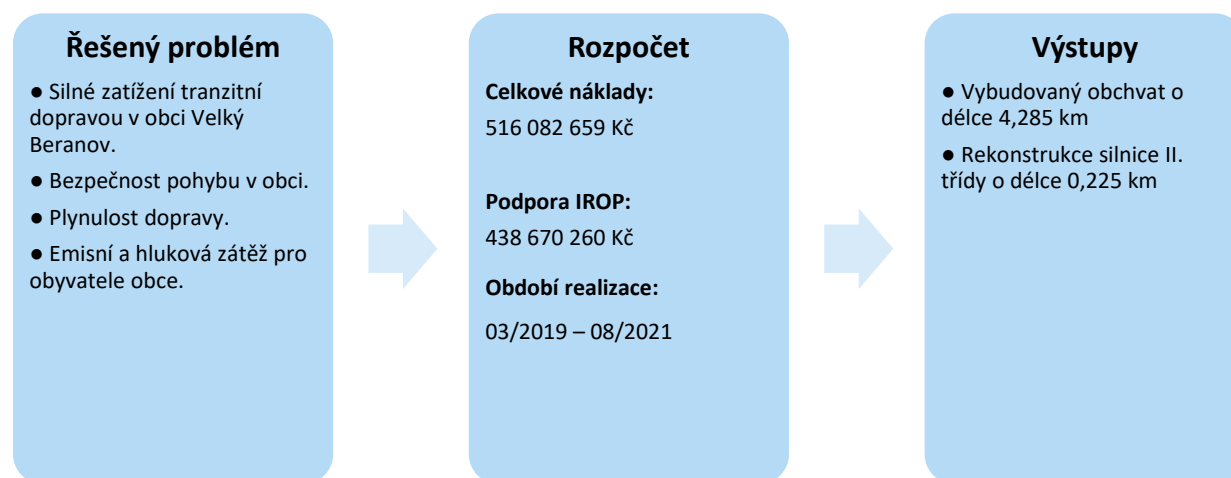 Řešený problém
● Silné zatížení tranzitní
dopravou v obci Velký
Beranov.
● Bezpečnost pohybu v obci.
● Plynulost dopravy.
● Emisní a hluková zátěž pro
obyvatele obce.
Rozpočet
Celkové náklady:
516 082 659 Kč
Podpora IROP:
438 670 260 Kč
Období realizace:
03/2019 – 08/2021
Výstupy
● Vybudovaný obchvat o
délce 4,285 km
● Rekonstrukce silnice II.
třídy o délce 0,225 km